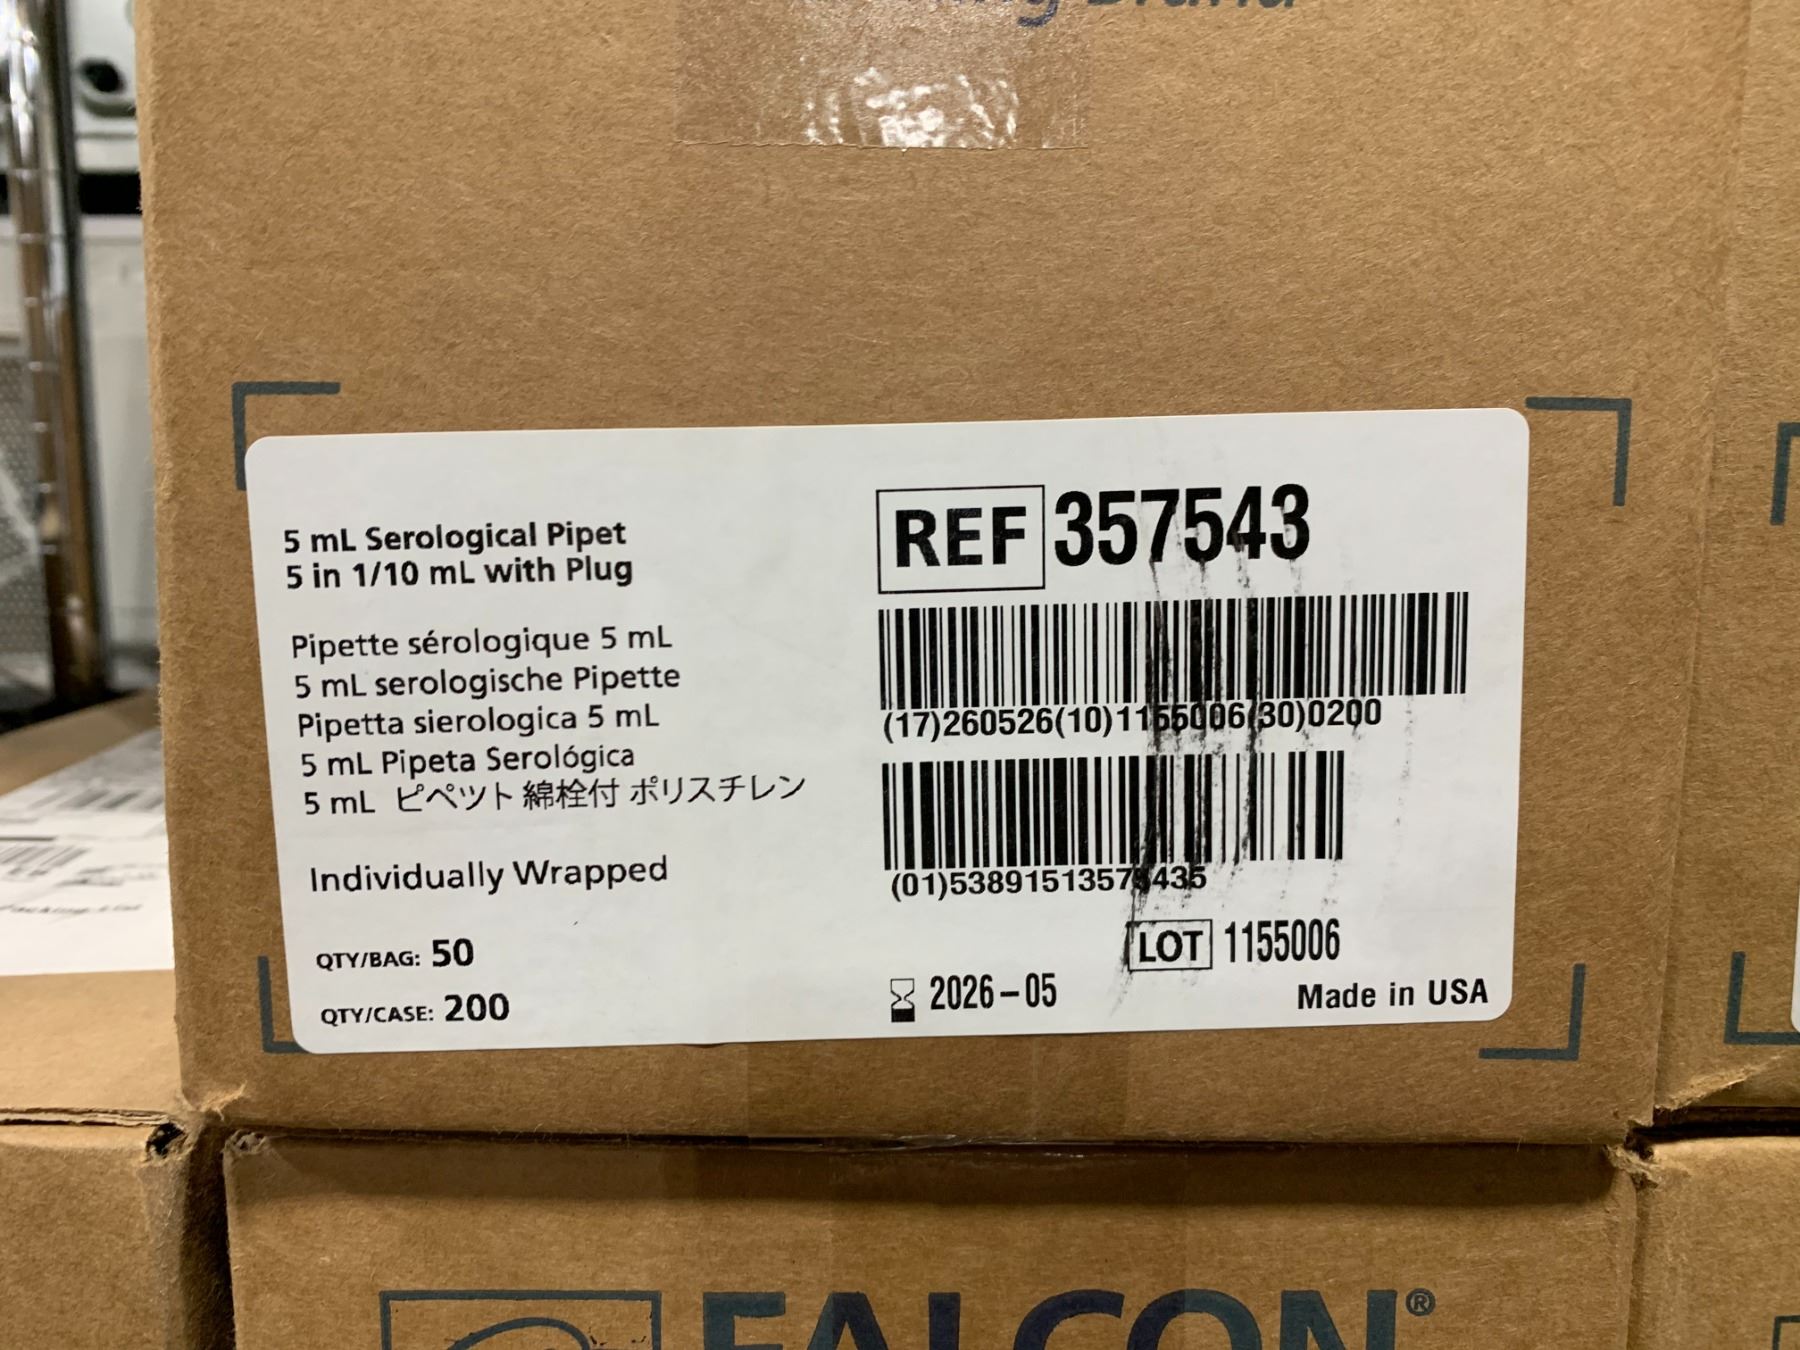 5 mL Serological Pipet
5 in 1/10 mL with Plug
Pipette sérologique 5 mL
5 mL serologische Pipette
Pipetta sierologica 5 mL
5 mL Pipeta Serológica
5 mL ピペット 綿栓付 ポリスチレン
Individually Wrapped
QTY/BAG: 50
QTY/CASE: 200
REF 357543
(17)260526(10)1155006(30)0200
(01)53891513575435
LOT 1155006
2026-05
Made in USA
FALCON®